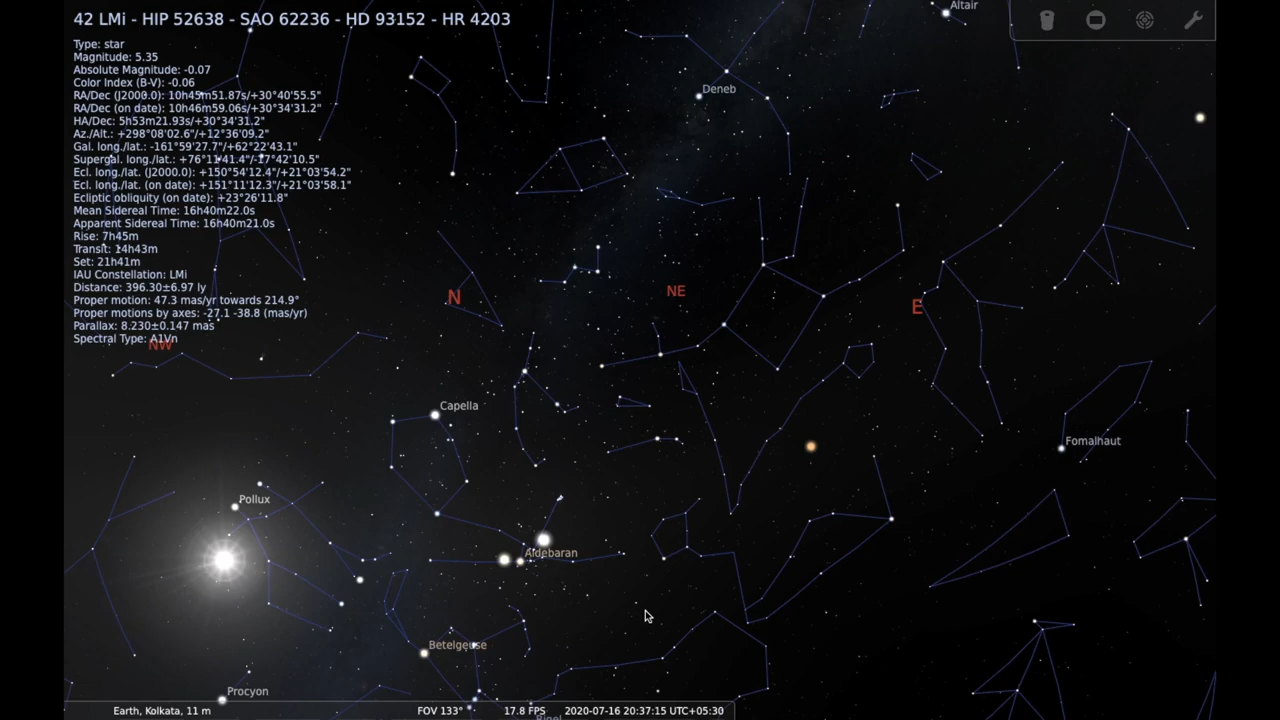 42 LMi - HIP 52638 - SAO 62236 - HD 93152 - HR 4203
Type: star
Magnitude: 5.35
Absolute Magnitude: -0.07
Color Index (B-V): -0.06
RA/Dec (J2000.0): 10h45m51.87s/+30°40'55.5"
RA/Dec (on date): 10h46m59.06s/+30°34'31.2"
HA/Dec: 5h53m21.93s/+30°34'31.2"
Az./Alt.: +298°08'02.6"/+12°36'09.2"
Gal. long./lat.: -161°59'27.7"/+62°22'43.1"
Supergal. long./lat.: +76°11'41.4"/-17°42'10.5"
Ecl. long./lat. (J2000.0): +150°54'12.4"/+21°03'54.2"
Ecl. long./lat. (on date): +151°11'12.3"/+21°03'58.1"
Ecliptic obliquity (on date): +23°26'11.8"
Mean Sidereal Time: 16h40m22.0s
Apparent Sidereal Time: 16h40m21.0s
Rise: 7h45m
Transit: 14h43m
Set: 21h41m
IAU Constellation: LMi
Distance: 396.30±6.97 ly
Proper motion: 47.3 mas/yr towards 214.9°
Proper motions by axes: -27.1 -38.8 (mas/yr)
Parallax: 8.230±0.147 mas
Spectral Type: A1Vn
Altair
Deneb
N
NE
E
NW
Capella
Fomalhaut
Pollux
Aldebaran
Betelgeuse
Procyon
Rigel
Earth, Kolkata, 11 m
FOV 133°
17.8 FPS
2020-07-16 20:37:15 UTC+05:30